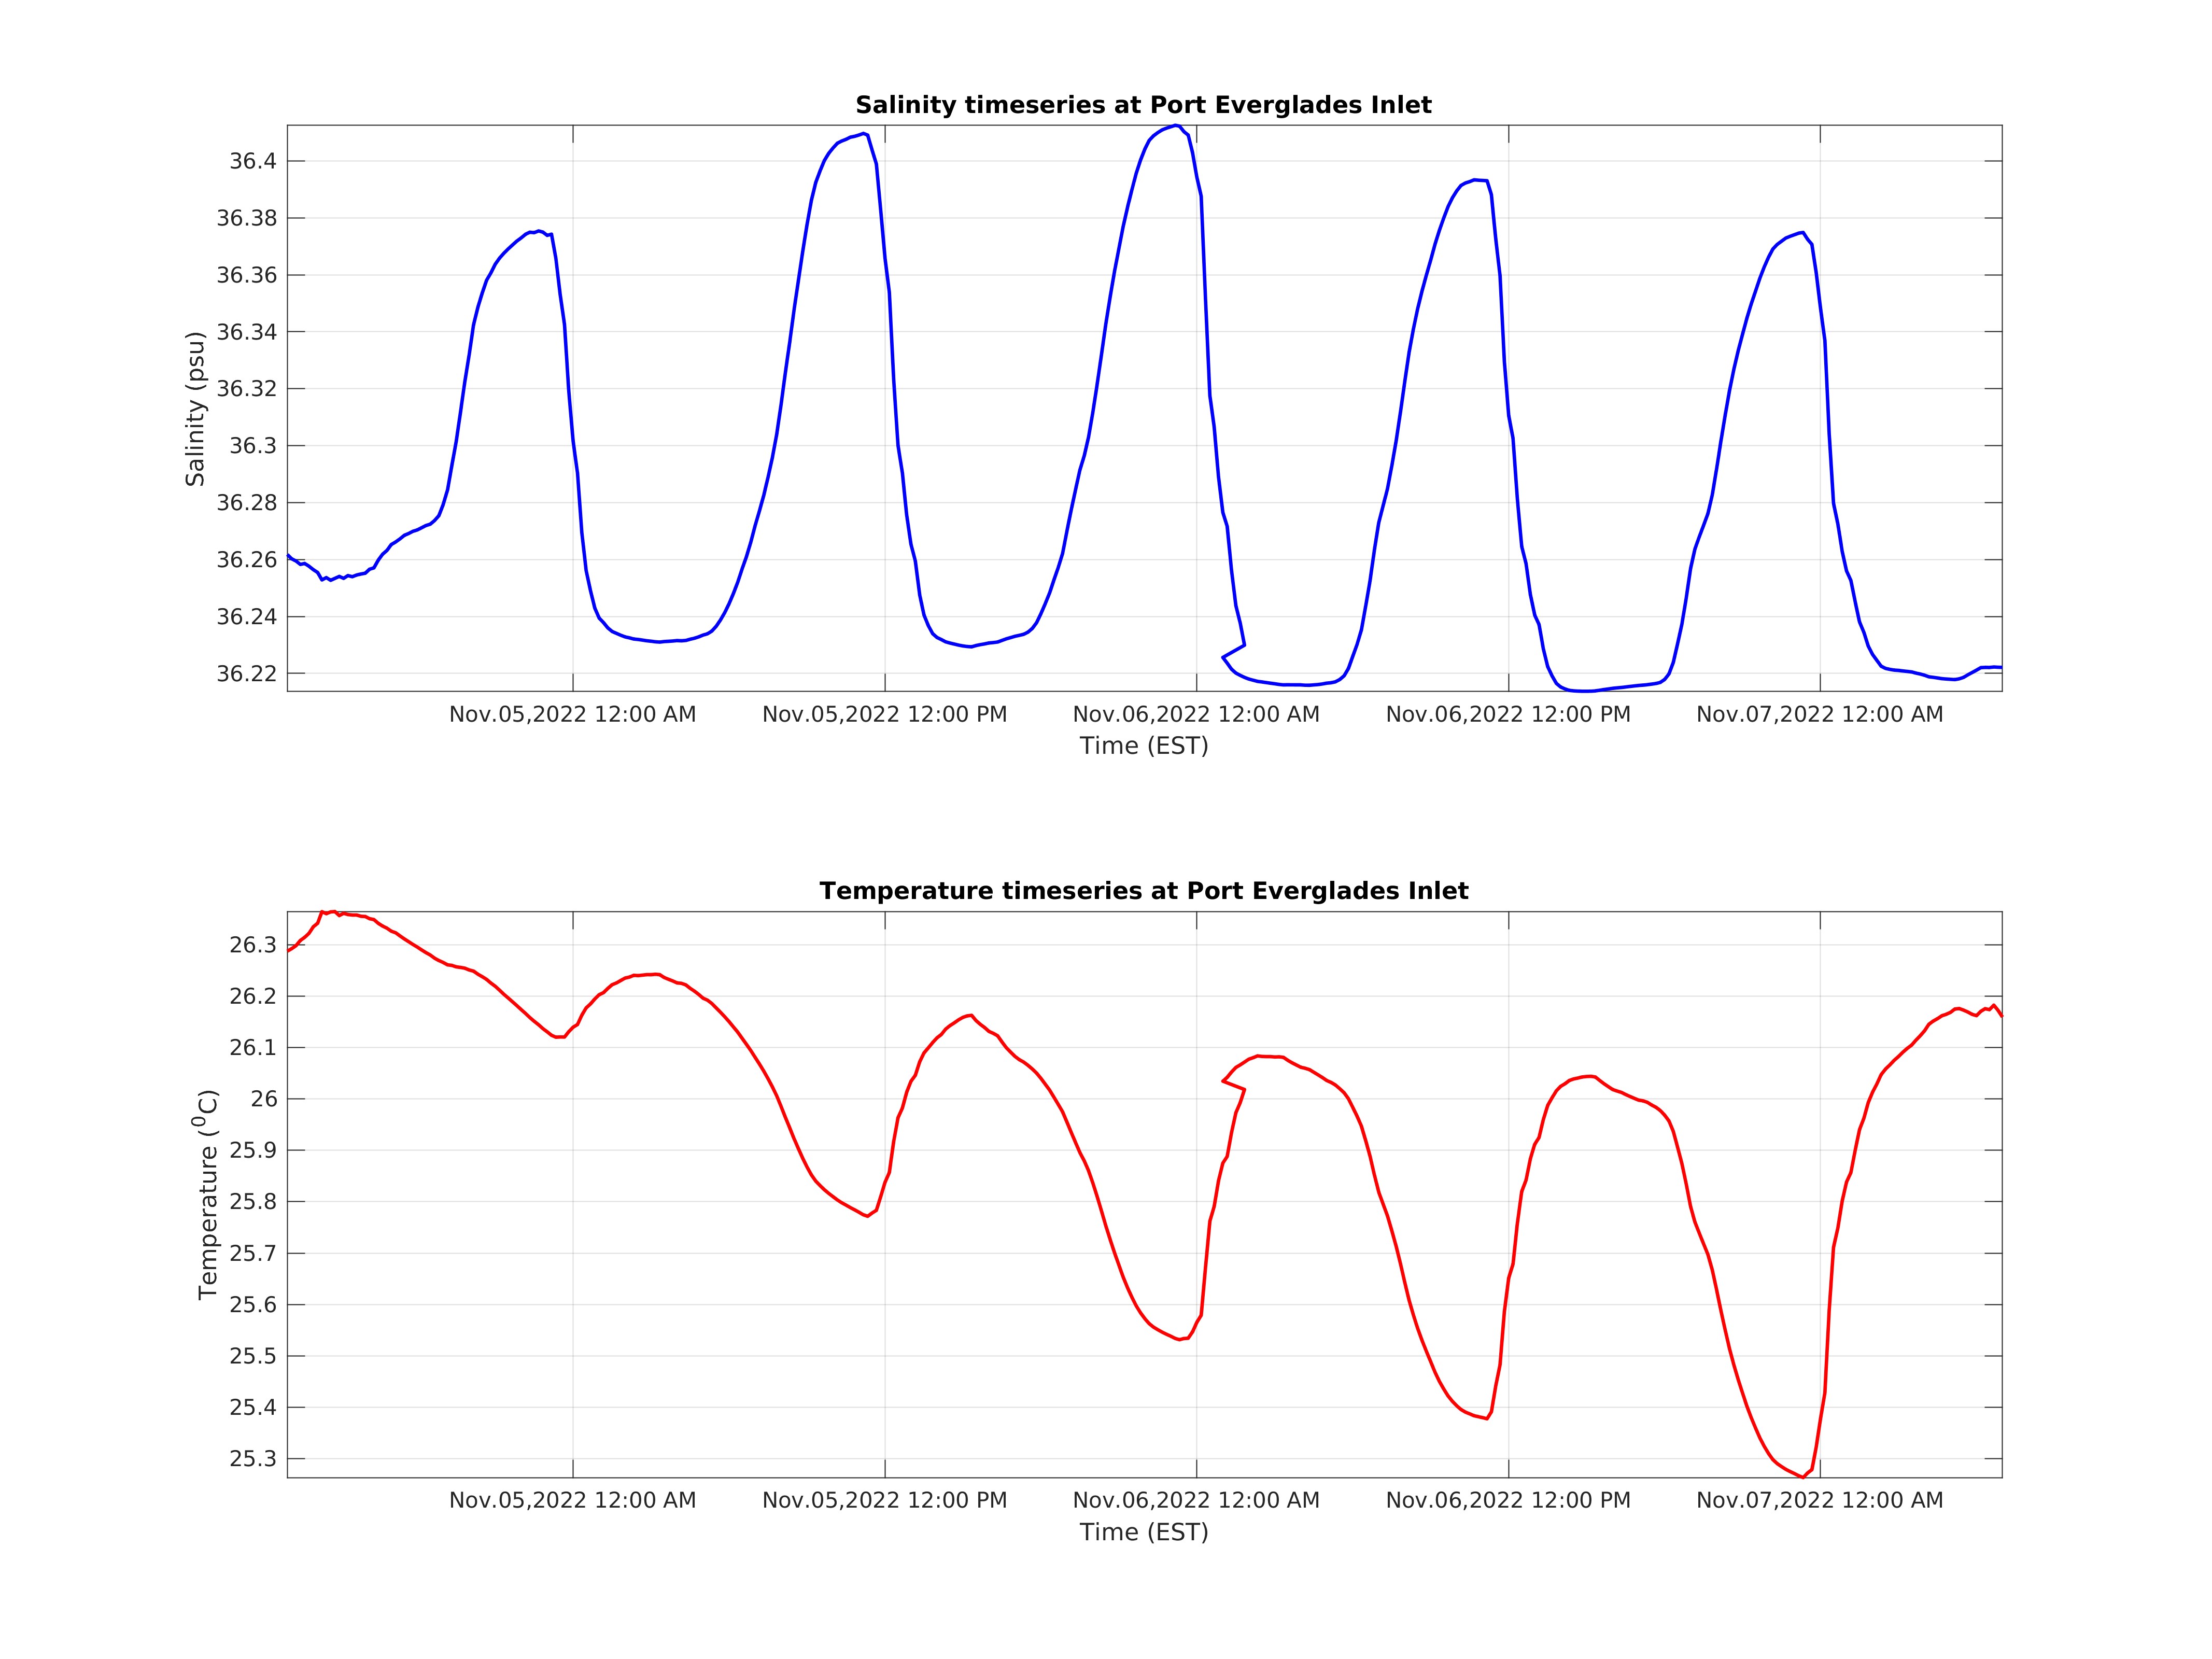 Salinity timeseries at Port Everglades Inlet
Salinity (psu)
36.4
36.38
36.36
36.34
36.32
36.3
36.28
36.26
36.24
36.22
Nov.05,2022 12:00 AM
Nov.05,2022 12:00 PM
Nov.06,2022 12:00 AM
Nov.06,2022 12:00 PM
Nov.07,2022 12:00 AM
Time (EST)
Temperature timeseries at Port Everglades Inlet
Temperature (⁰C)
26.3
26.2
26.1
26
25.9
25.8
25.7
25.6
25.5
25.4
25.3
Nov.05,2022 12:00 AM
Nov.05,2022 12:00 PM
Nov.06,2022 12:00 AM
Nov.06,2022 12:00 PM
Nov.07,2022 12:00 AM
Time (EST)